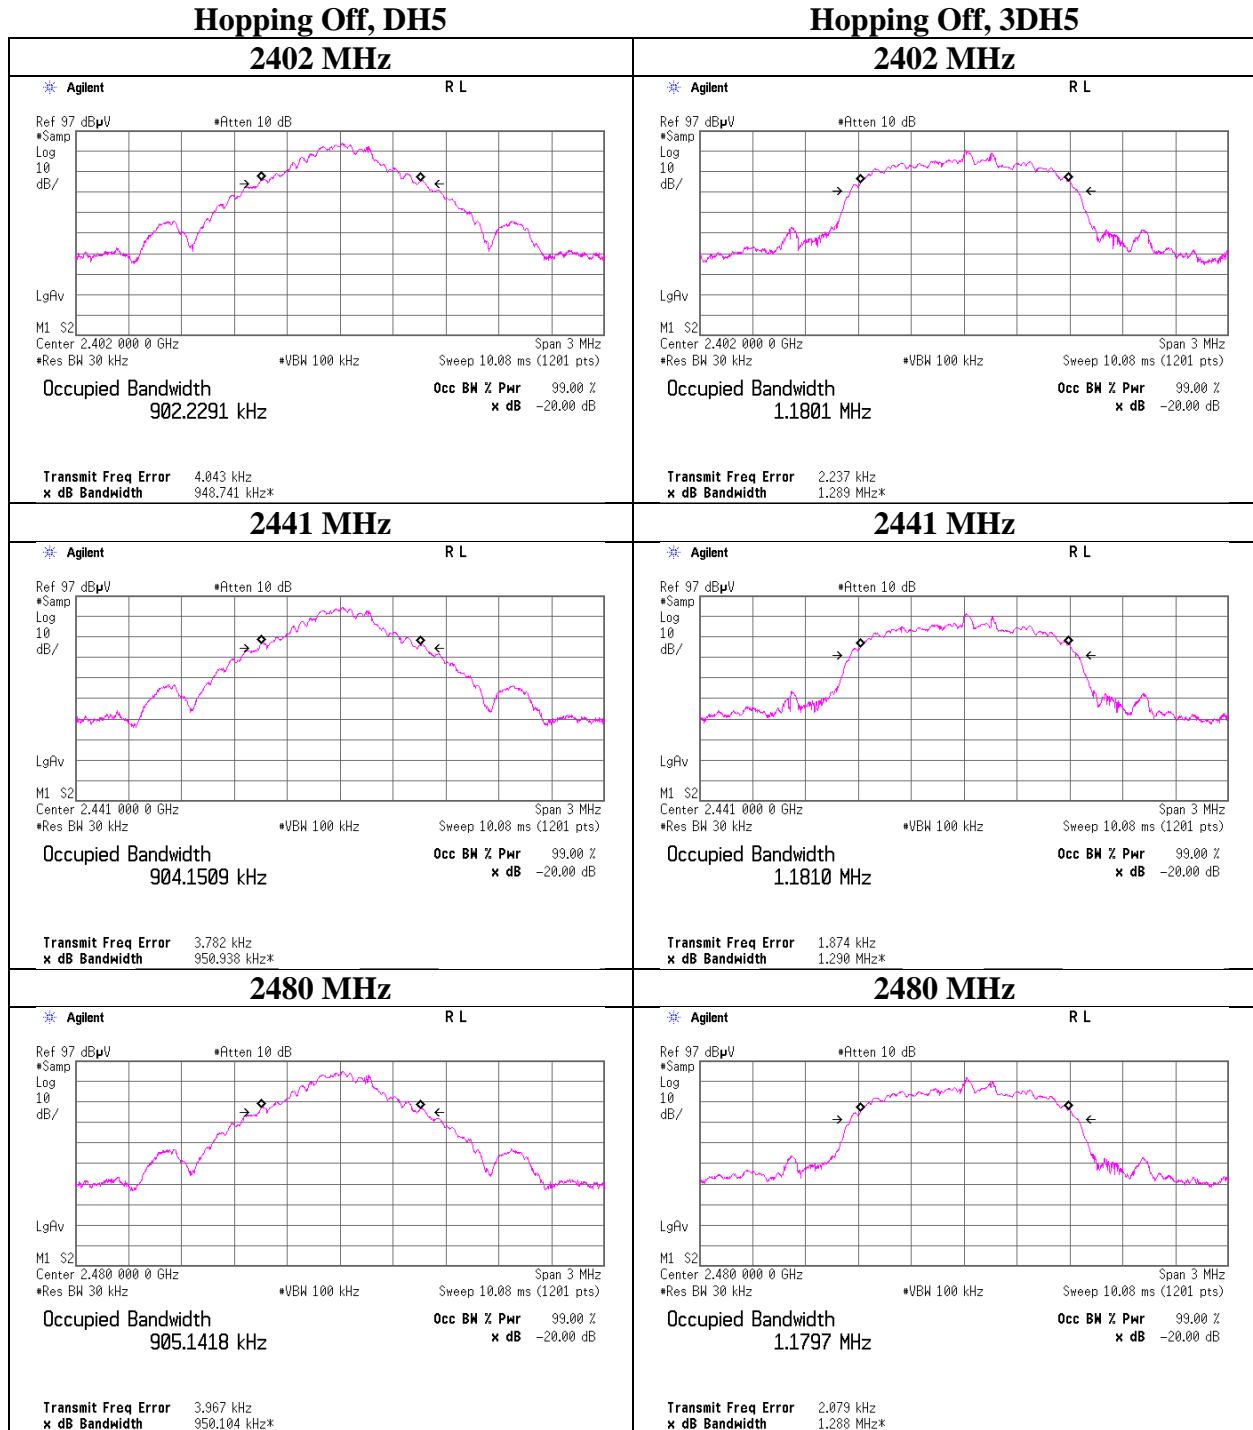 Hopping Off, DH5
Hopping Off, 3DH5
2402 MHz
2402 MHz
Agilent
R L
Ref 97 dBµV
#Atten 10 dB
#Samp
Log
10
dB/
LgAv
M1 S2
Center 2.402 000 0 GHz
Span 3 MHz
#Res BW 30 kHz
#VBW 100 kHz
Sweep 10.08 ms (1201 pts)
Occupied Bandwidth
902.2291 kHz
Occ BW % Pwr 99.00 %
x dB -20.00 dB
Transmit Freq Error 4.043 kHz
x dB Bandwidth 948.741 kHz*
Agilent
R L
Ref 97 dBµV
#Atten 10 dB
#Samp
Log
10
dB/
LgAv
M1 S2
Center 2.402 000 0 GHz
Span 3 MHz
#Res BW 30 kHz
#VBW 100 kHz
Sweep 10.08 ms (1201 pts)
Occupied Bandwidth
1.1801 MHz
Occ BW % Pwr 99.00 %
x dB -20.00 dB
Transmit Freq Error 2.237 kHz
x dB Bandwidth 1.289 MHz*
2441 MHz
2441 MHz
Agilent
R L
Ref 97 dBµV
#Atten 10 dB
#Samp
Log
10
dB/
LgAv
M1 S2
Center 2.441 000 0 GHz
Span 3 MHz
#Res BW 30 kHz
#VBW 100 kHz
Sweep 10.08 ms (1201 pts)
Occupied Bandwidth
904.1509 kHz
Occ BW % Pwr 99.00 %
x dB -20.00 dB
Transmit Freq Error 3.782 kHz
x dB Bandwidth 950.938 kHz*
Agilent
R L
Ref 97 dBµV
#Atten 10 dB
#Samp
Log
10
dB/
LgAv
M1 S2
Center 2.441 000 0 GHz
Span 3 MHz
#Res BW 30 kHz
#VBW 100 kHz
Sweep 10.08 ms (1201 pts)
Occupied Bandwidth
1.1810 MHz
Occ BW % Pwr 99.00 %
x dB -20.00 dB
Transmit Freq Error 1.874 kHz
x dB Bandwidth 1.290 MHz*
2480 MHz
2480 MHz
Agilent
R L
Ref 97 dBµV
#Atten 10 dB
#Samp
Log
10
dB/
LgAv
M1 S2
Center 2.480 000 0 GHz
Span 3 MHz
#Res BW 30 kHz
#VBW 100 kHz
Sweep 10.08 ms (1201 pts)
Occupied Bandwidth
905.1418 kHz
Occ BW % Pwr 99.00 %
x dB -20.00 dB
Transmit Freq Error 3.967 kHz
x dB Bandwidth 950.104 kHz*
Agilent
R L
Ref 97 dBµV
#Atten 10 dB
#Samp
Log
10
dB/
LgAv
M1 S2
Center 2.480 000 0 GHz
Span 3 MHz
#Res BW 30 kHz
#VBW 100 kHz
Sweep 10.08 ms (1201 pts)
Occupied Bandwidth
1.1797 MHz
Occ BW % Pwr 99.00 %
x dB -20.00 dB
Transmit Freq Error 2.079 kHz
x dB Bandwidth 1.288 MHz*